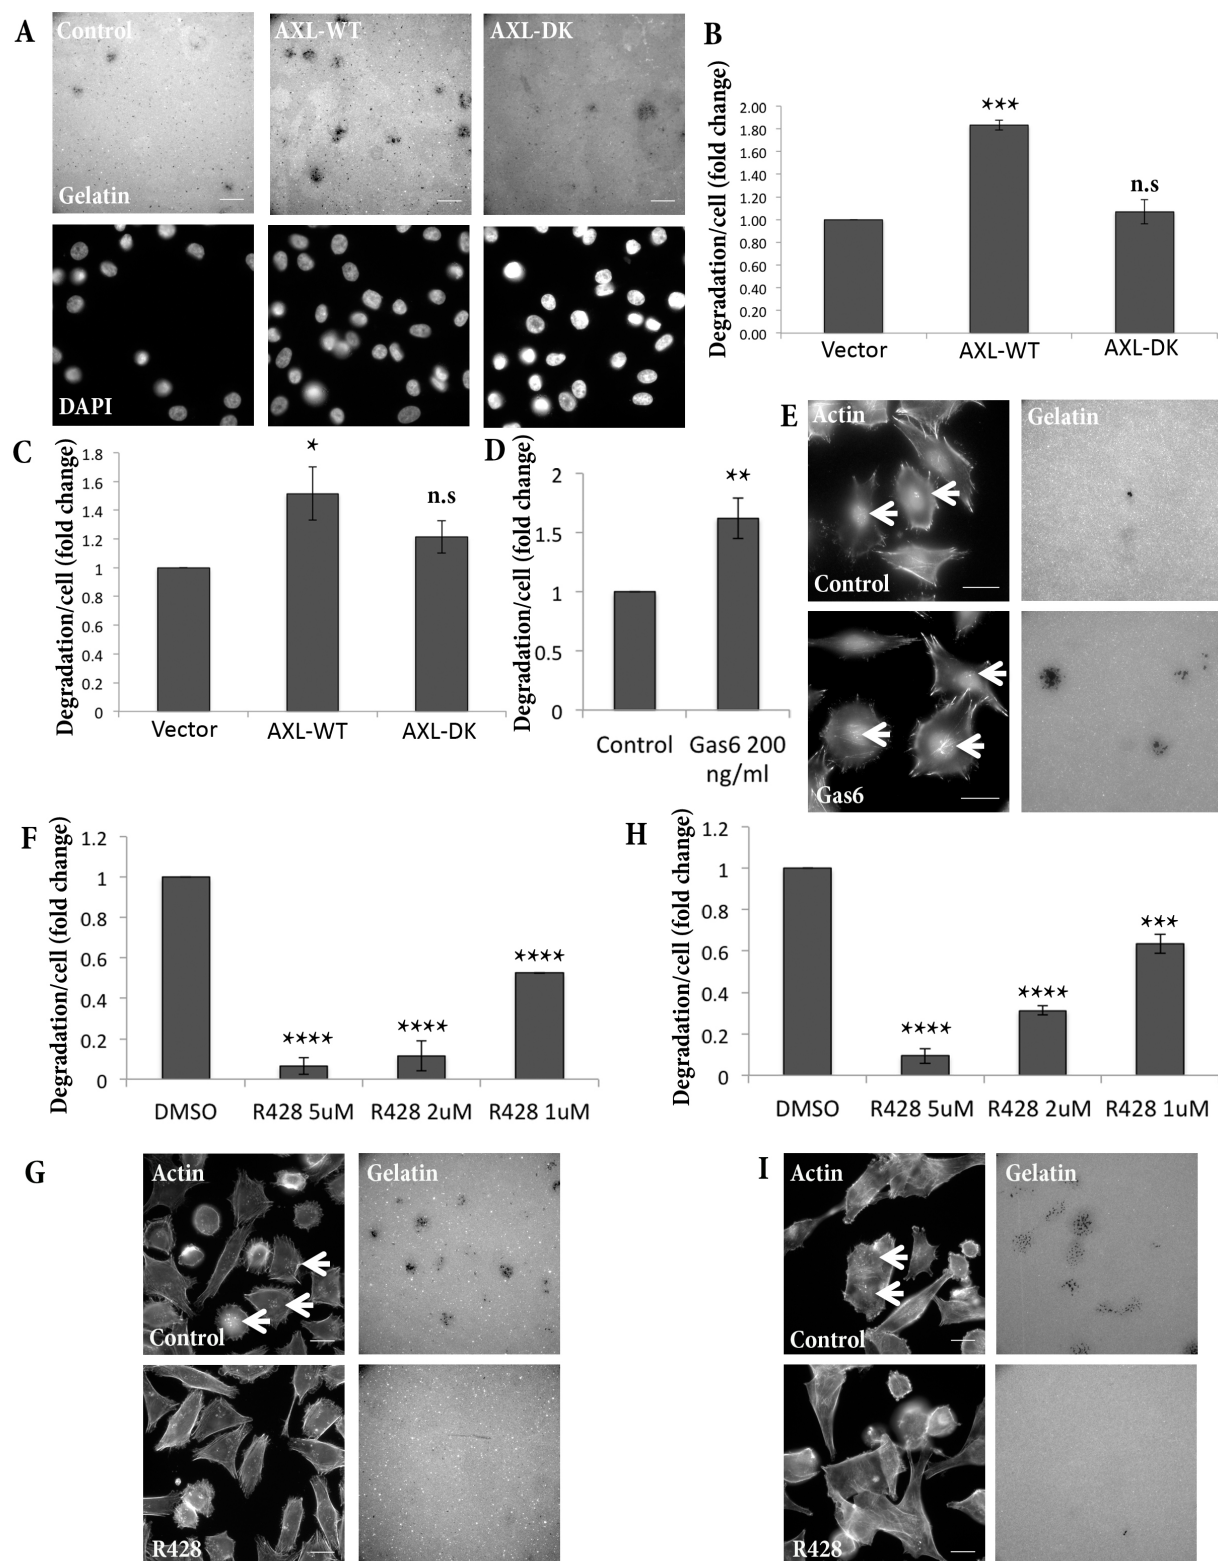 A
Control
AXL-WT
AXL-DK
Gelatin
DAPI
B
Degradation/cell (fold change)
2.00
1.80
1.60
1.40
1.20
1.00
0.80
0.60
0.40
0.20
0.00
***
n.s
Vector
AXL-WT
AXL-DK
C
Degradation/cell (fold change)
1.8
1.6
1.4
1.2
1
0.8
0.6
0.4
0.2
0
*
n.s
Vector
AXL-WT
AXL-DK
D
Degradation/cell (fold change)
2
1.5
1
0.5
0
**
Control
Gas6 200
ng/ml
E
Actin
Gelatin
Control
Gas6
F
Degradation/cell (fold change)
1.2
1
0.8
0.6
0.4
0.2
0
****
****
****
DMSO
R428 5uM
R428 2uM
R428 1uM
H
Degradation/cell (fold change)
1.2
1
0.8
0.6
0.4
0.2
0
****
****
***
DMSO
R428 5uM
R428 2uM
R428 1uM
G
Actin
Gelatin
Control
R428
I
Actin
Gelatin
Control
R428